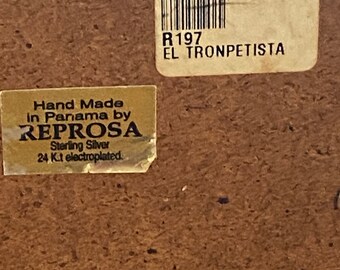 R197
EL TRONPETISTA
Hand Made
in Panama by
REPROSA
Sterling Silver
24 K.t electroplated.